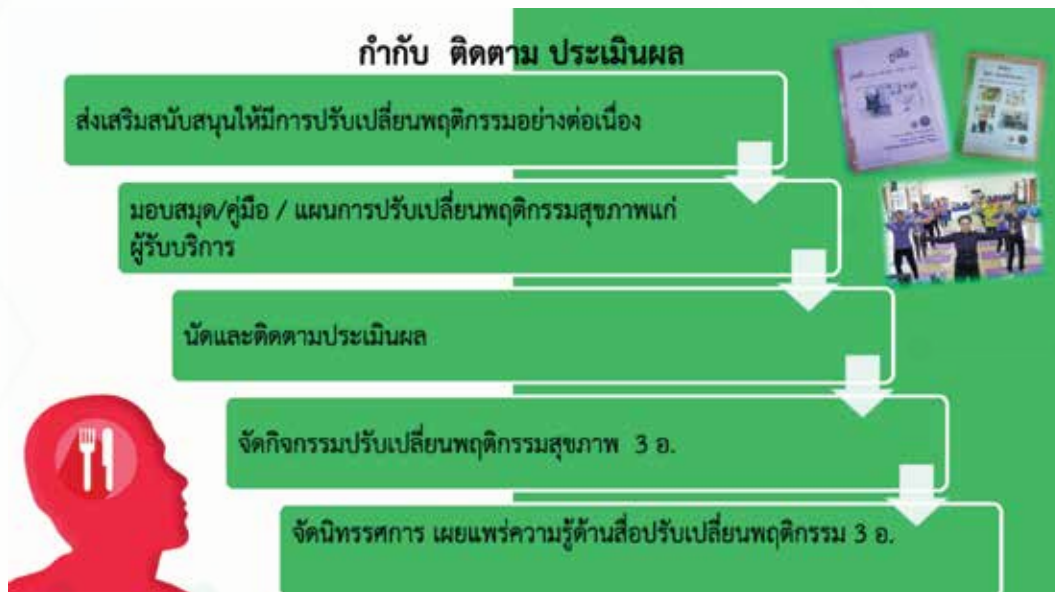 กำกับ ติดตาม ประเมินผล
ส่งเสริมสนับสนุนให้มีการปรับเปลี่ยนพฤติกรรมอย่างต่อเนื่อง
มอบสมุด/คู่มือ / แผนการปรับเปลี่ยนพฤติกรรมสุขภาพแก่
ผู้รับบริการ
นัดและติดตามประเมินผล
จัดกิจกรรมปรับเปลี่ยนพฤติกรรมสุขภาพ 3 อ.
จัดนิทรรศการ เผยแพร่ความรู้ด้านสื่อปรับเปลี่ยนพฤติกรรม 3 อ.